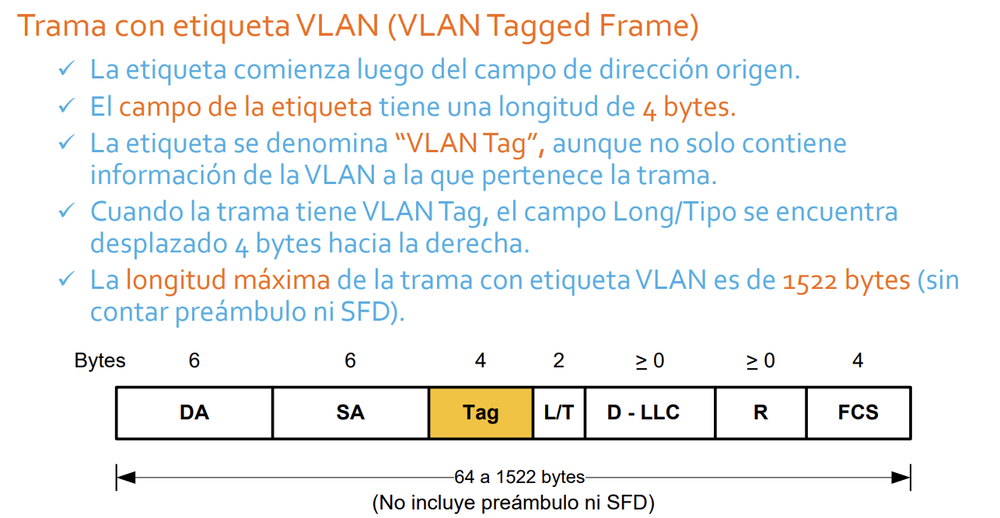 Trama con etiqueta VLAN (VLAN Tagged Frame)
✓ La etiqueta comienza luego del campo de dirección origen.
✓ El campo de la etiqueta tiene una longitud de 4 bytes.
✓ La etiqueta se denomina “VLAN Tag”, aunque no solo contiene
información de la VLAN a la que pertenece la trama.
✓ Cuando la trama tiene VLAN Tag, el campo Long/Tipo se encuentra
desplazado 4 bytes hacia la derecha.
✓ La longitud máxima de la trama con etiqueta VLAN es de 1522 bytes (sin
contar preámbulo ni SFD).
Bytes 6 6 4 2 ≥ 0 ≥ 0 4
DA SA Tag L/T D - LLC R FCS
64 a 1522 bytes
(No incluye preámbulo ni SFD)